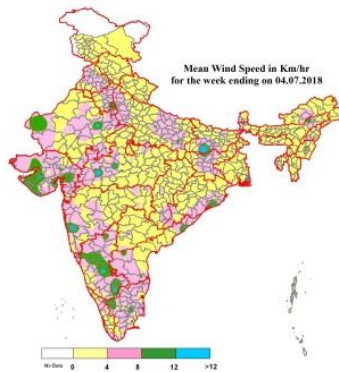 Mean Wind Speed in Km/hr
for the week ending on 04.07.2018
No Data 0 4 8 12 >12